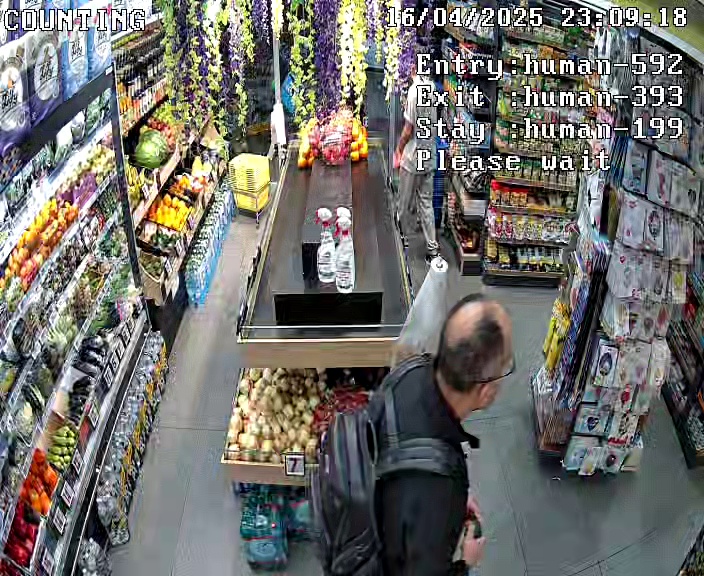 COUNTING
16/04/2025 23:09:18
Entry:human-592
Exit :human-393
Stay :human-199
Please wait
7